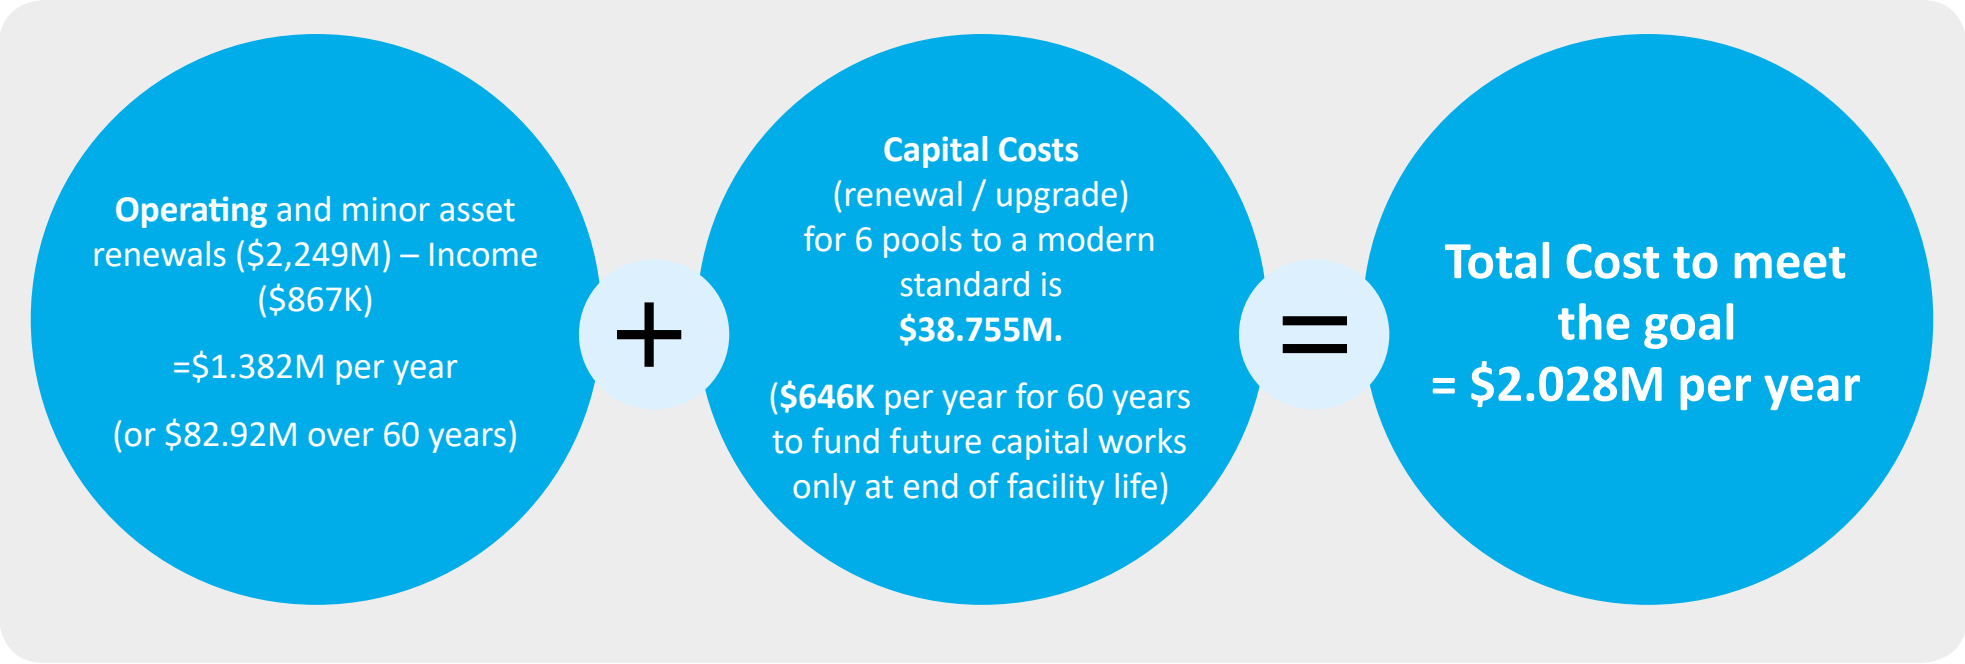 Operating and minor asset
renewals ($2,249M) – Income
($867K)
=$1.382M per year
(or $82.92M over 60 years)
+
Capital Costs
(renewal / upgrade)
for 6 pools to a modern
standard is
$38.755M.
($646K per year for 60 years
to fund future capital works
only at end of facility life)
=
Total Cost to meet
the goal
= $2.028M per year